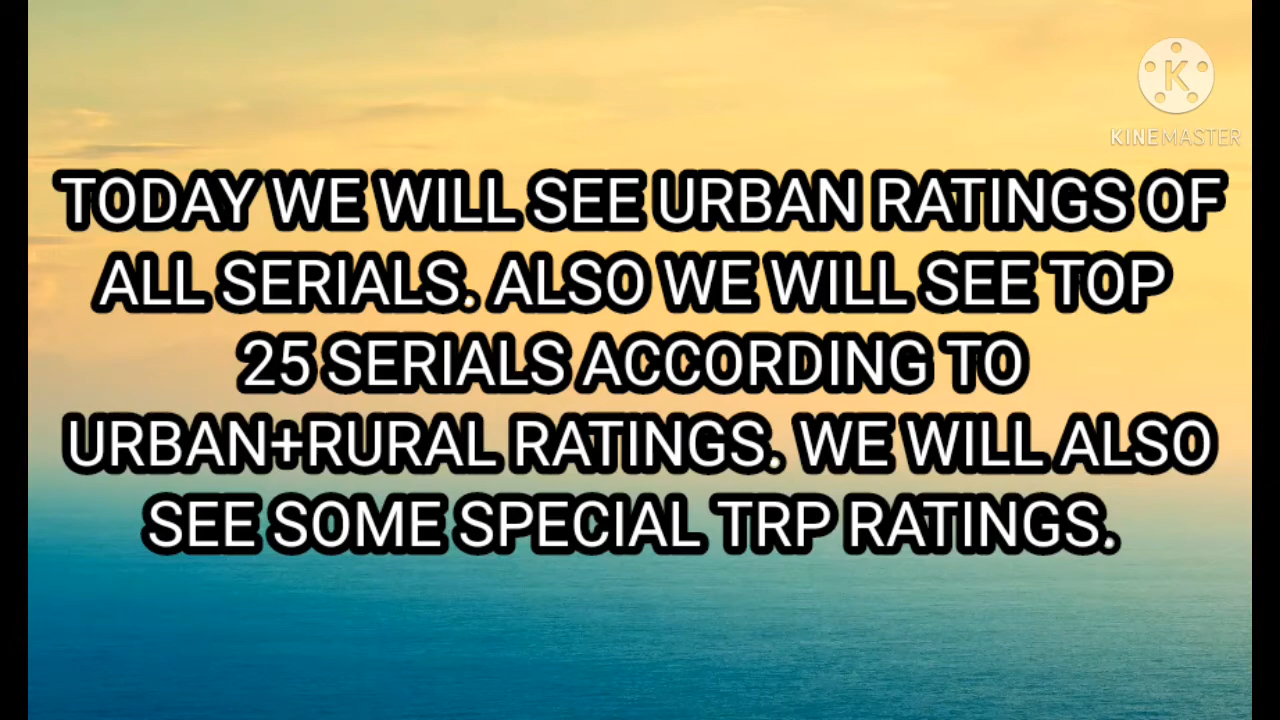 KINEMASTER
TODAY WE WILL SEE URBAN RATINGS OF
ALL SERIALS. ALSO WE WILL SEE TOP
25 SERIALS ACCORDING TO
URBAN+RURAL RATINGS. WE WILL ALSO
SEE SOME SPECIAL TRP RATINGS.